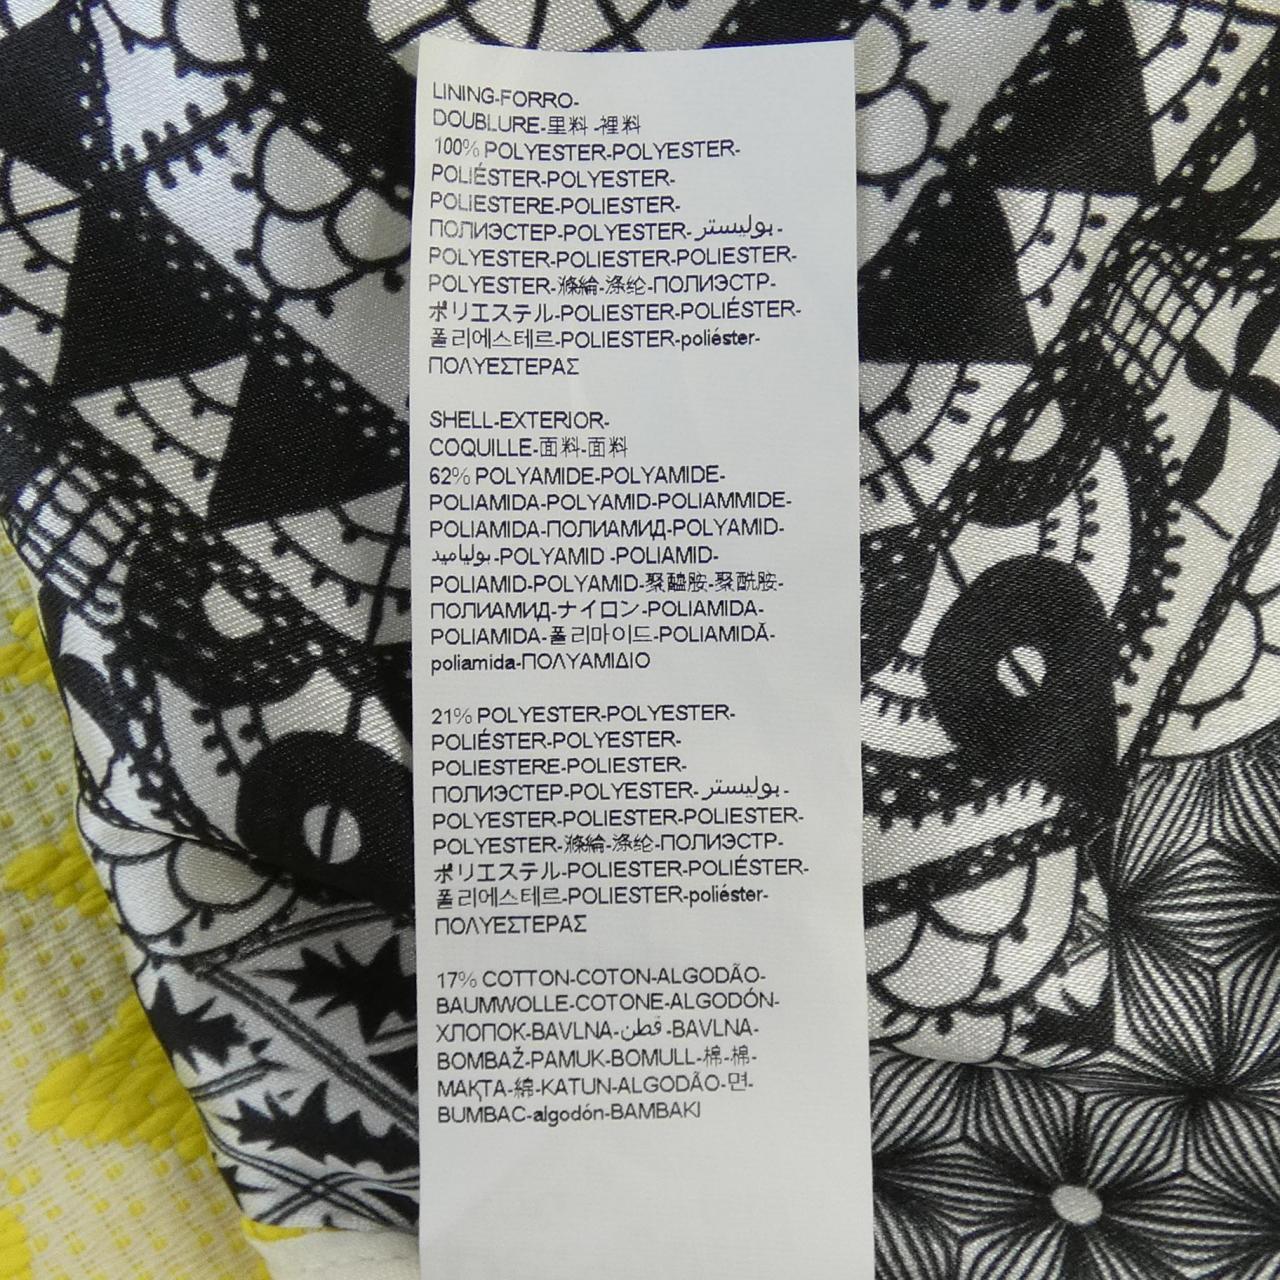 LINING-FORRO-
DOUBLURE-里料 -裡料
100% POLYESTER-POLYESTER-
POLIÉSTER-POLYESTER-
POLIESTERE-POLIESTER-
ПОЛИЭСТЕР-POLYESTER- بوليستر -
POLYESTER-POLIESTER-POLIESTER-
POLYESTER-滌綸-涤纶-ПОЛИЭСТР-
ポリエステル-POLIESTER-POLIÉSTER-
폴리에스테르-POLIESTER-poliéster-
ΠΟΛΥΕΣΤΕΡΑΣ
SHELL-EXTERIOR-
COQUILLE-面料-面料
62% POLYAMIDE-POLYAMIDE-
POLIAMIDA-POLYAMID-POLIAMMIDE-
POLIAMIDA-ПОЛИАМИД-POLYAMID-
بولياميد -POLYAMID -POLIAMID-
POLIAMID-POLYAMID-聚醯胺-聚酰胺-
ПОЛИАМИД-ナイロン-POLIAMIDA-
POLIAMIDA-폴리마이드-POLIAMIDĂ-
poliamida-ΠΟΛΥΑΜΙΔΙΟ
21% POLYESTER-POLYESTER-
POLIÉSTER-POLYESTER-
POLIESTERE-POLIESTER-
ПОЛИЭСТЕР-POLYESTER- بوليستر -
POLYESTER-POLIESTER-POLIESTER-
POLYESTER-滌綸-涤纶-ПОЛИЭСТР-
ポリエステル-POLIESTER-POLIÉSTER-
폴리에스테르-POLIESTER-poliéster-
ΠΟΛΥΕΣΤΕΡΑΣ
17% COTTON-COTON-ALGODÃO-
BAUMWOLLE-COTONE-ALGODÓN-
ХЛОПОК-BAVLNA-قطن -BAVLNA-
BOMBAŽ-PAMUK-BOMULL-棉-棉-
МАҚТА-綿-KATUN-ALGODÃO-면-
BUMBAC-algodón-BAMBAKI